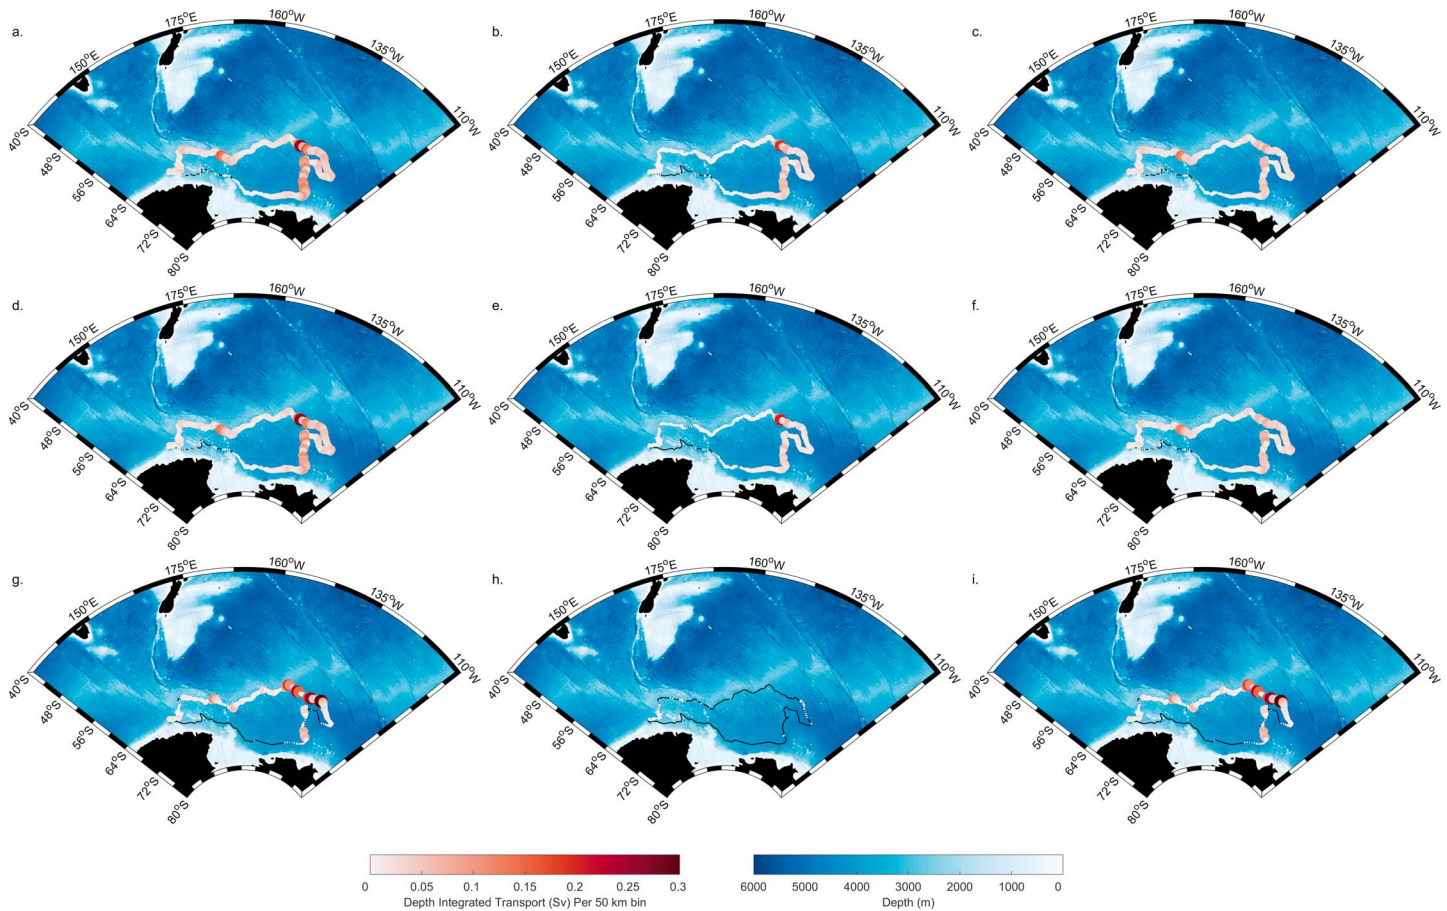 a.
40°S
48°S
56°S
64°S
72°S
80°S
150°E
175°E
160°W
135°W
110°W
b.
40°S
48°S
56°S
64°S
72°S
80°S
150°E
175°E
160°W
135°W
110°W
c.
40°S
48°S
56°S
64°S
72°S
80°S
150°E
175°E
160°W
135°W
110°W
d.
40°S
48°S
56°S
64°S
72°S
80°S
150°E
175°E
160°W
135°W
110°W
e.
40°S
48°S
56°S
64°S
72°S
80°S
150°E
175°E
160°W
135°W
110°W
f.
40°S
48°S
56°S
64°S
72°S
80°S
150°E
175°E
160°W
135°W
110°W
g.
40°S
48°S
56°S
64°S
72°S
80°S
150°E
175°E
160°W
135°W
110°W
h.
40°S
48°S
56°S
64°S
72°S
80°S
150°E
175°E
160°W
135°W
110°W
i.
40°S
48°S
56°S
64°S
72°S
80°S
150°E
175°E
160°W
135°W
110°W
0 0.05 0.1 0.15 0.2 0.25 0.3
Depth Integrated Transport (Sv) Per 50 km bin
6000 5000 4000 3000 2000 1000 0
Depth (m)